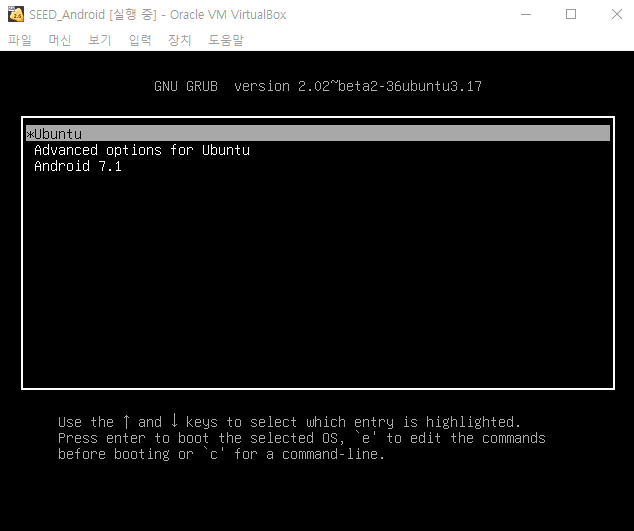 SEED_Android [실행 중] - Oracle VM VirtualBox
파일 머신 보기 입력 장치 도움말
GNU GRUB version 2.02~beta2-36ubuntu3.17
*Ubuntu
Advanced options for Ubuntu
Android 7.1
Use the ↑ and ↓ keys to select which entry is highlighted.
Press enter to boot the selected OS, `e' to edit the commands
before booting or `c' for a command-line.